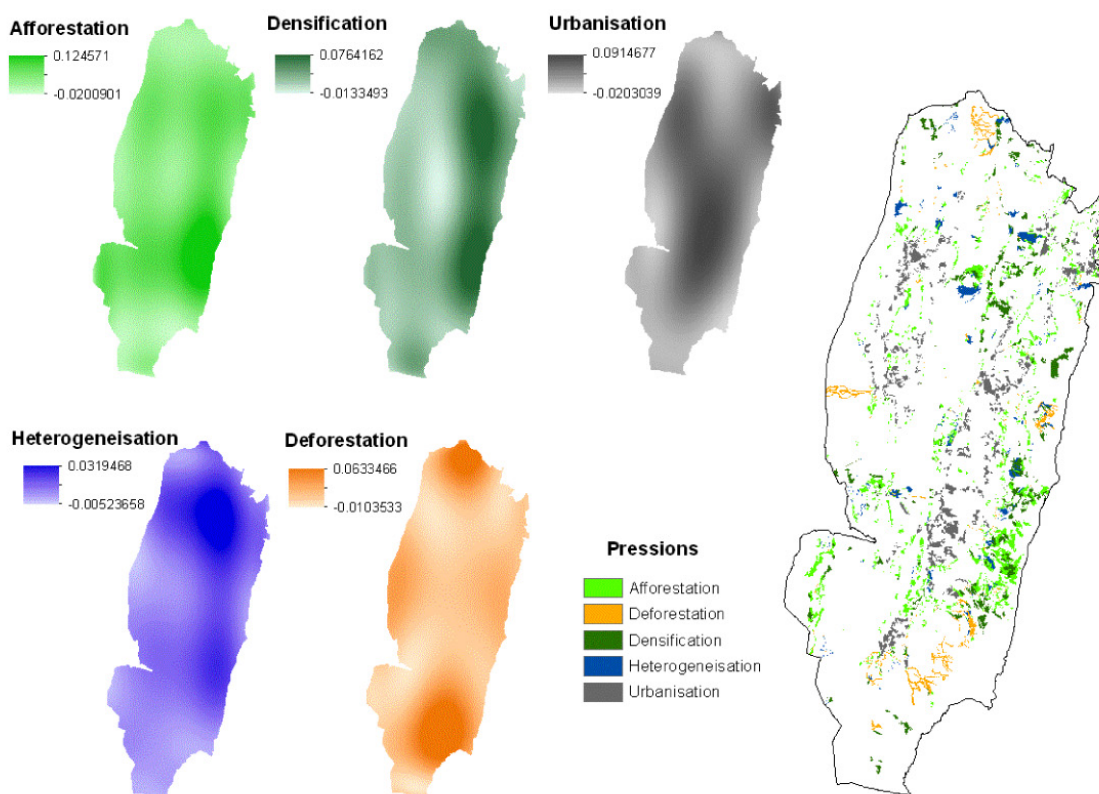 Afforestation
0.124571
-0.0200901
Densification
0.0764162
-0.0133493
Urbanisation
0.0914677
-0.0203039
Heterogeneisation
0.0319468
-0.00523658
Deforestation
0.0633466
-0.0103533
Pressions
Afforestation
Deforestation
Densification
Heterogeneisation
Urbanisation